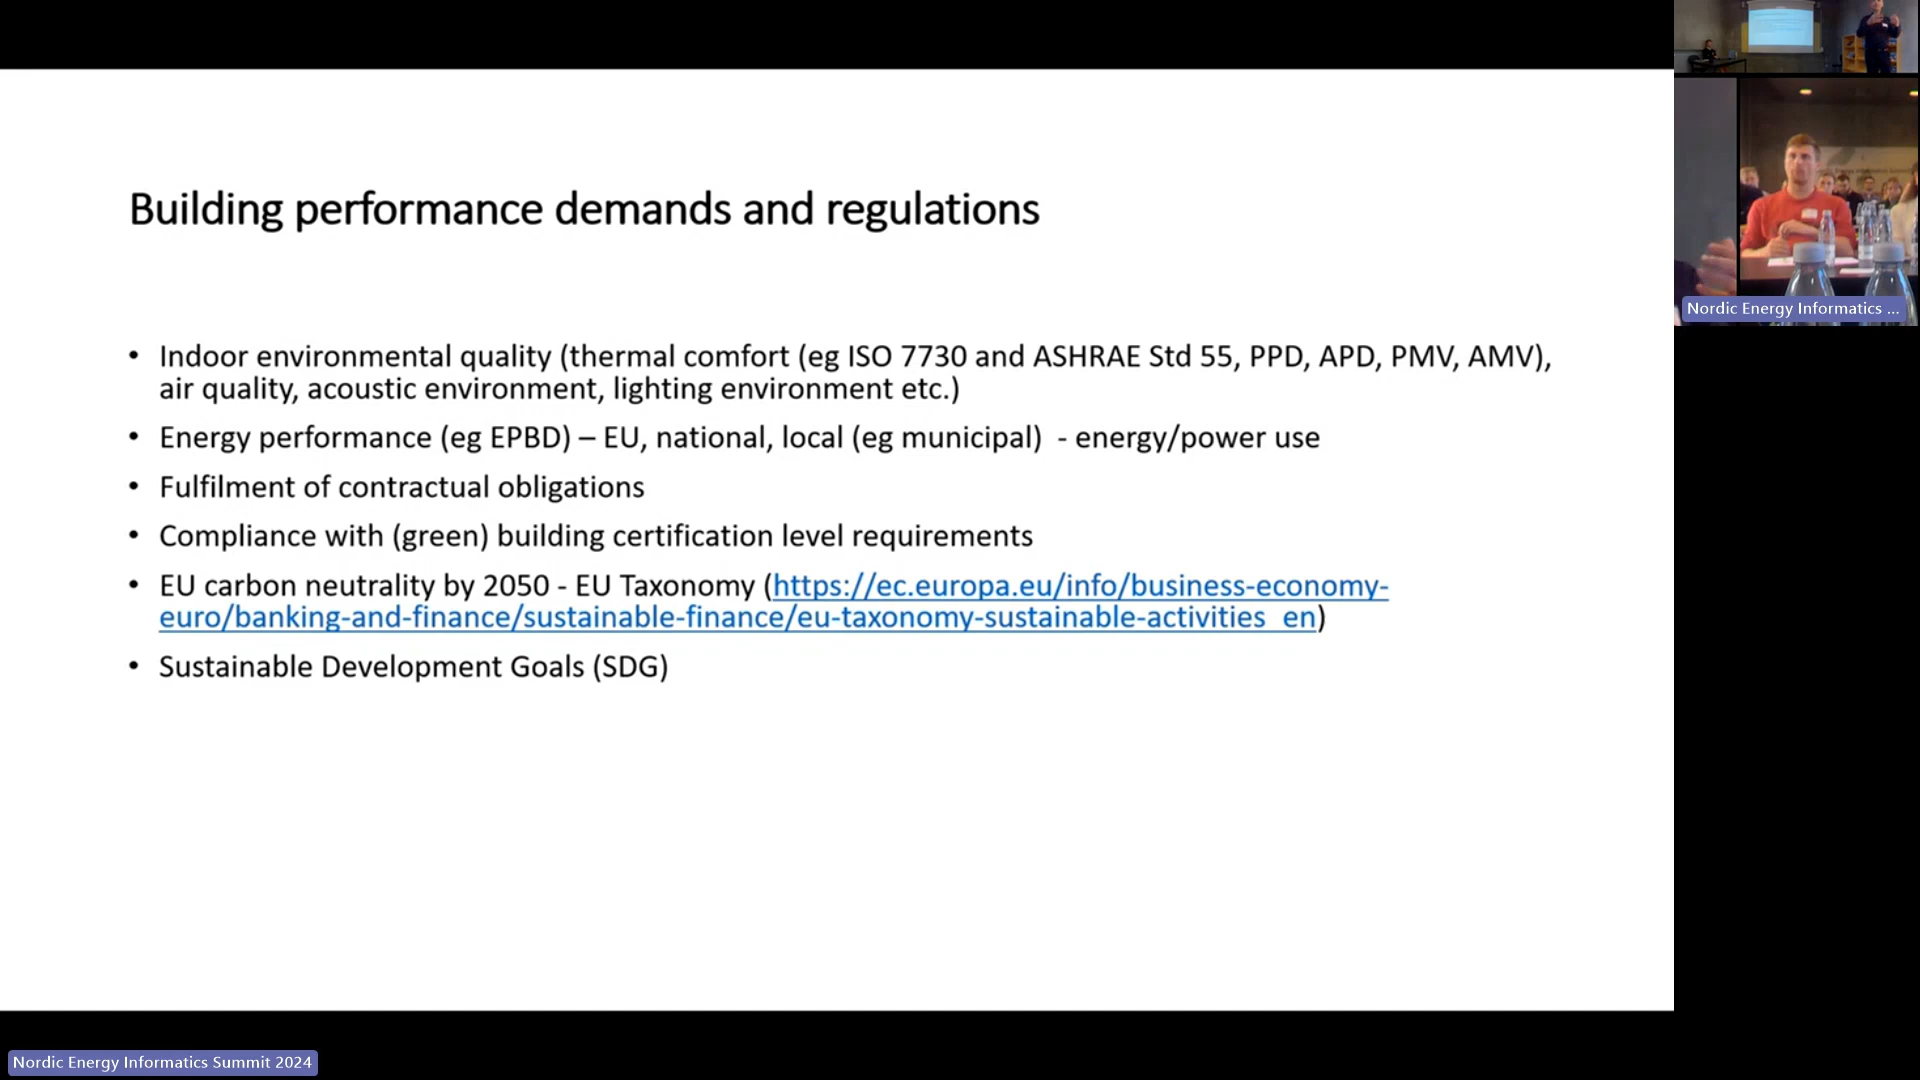 Building performance demands and regulations
• Indoor environmental quality (thermal comfort (eg ISO 7730 and ASHRAE Std 55, PPD, APD, PMV, AMV),
air quality, acoustic environment, lighting environment etc.)
• Energy performance (eg EPBD) – EU, national, local (eg municipal)  - energy/power use
• Fulfilment of contractual obligations
• Compliance with (green) building certification level requirements
• EU carbon neutrality by 2050 - EU Taxonomy (https://ec.europa.eu/info/business-economy-
euro/banking-and-finance/sustainable-finance/eu-taxonomy-sustainable-activities_en)
• Sustainable Development Goals (SDG)
Nordic Energy Informatics ...
Nordic Energy Informatics Summit 2024